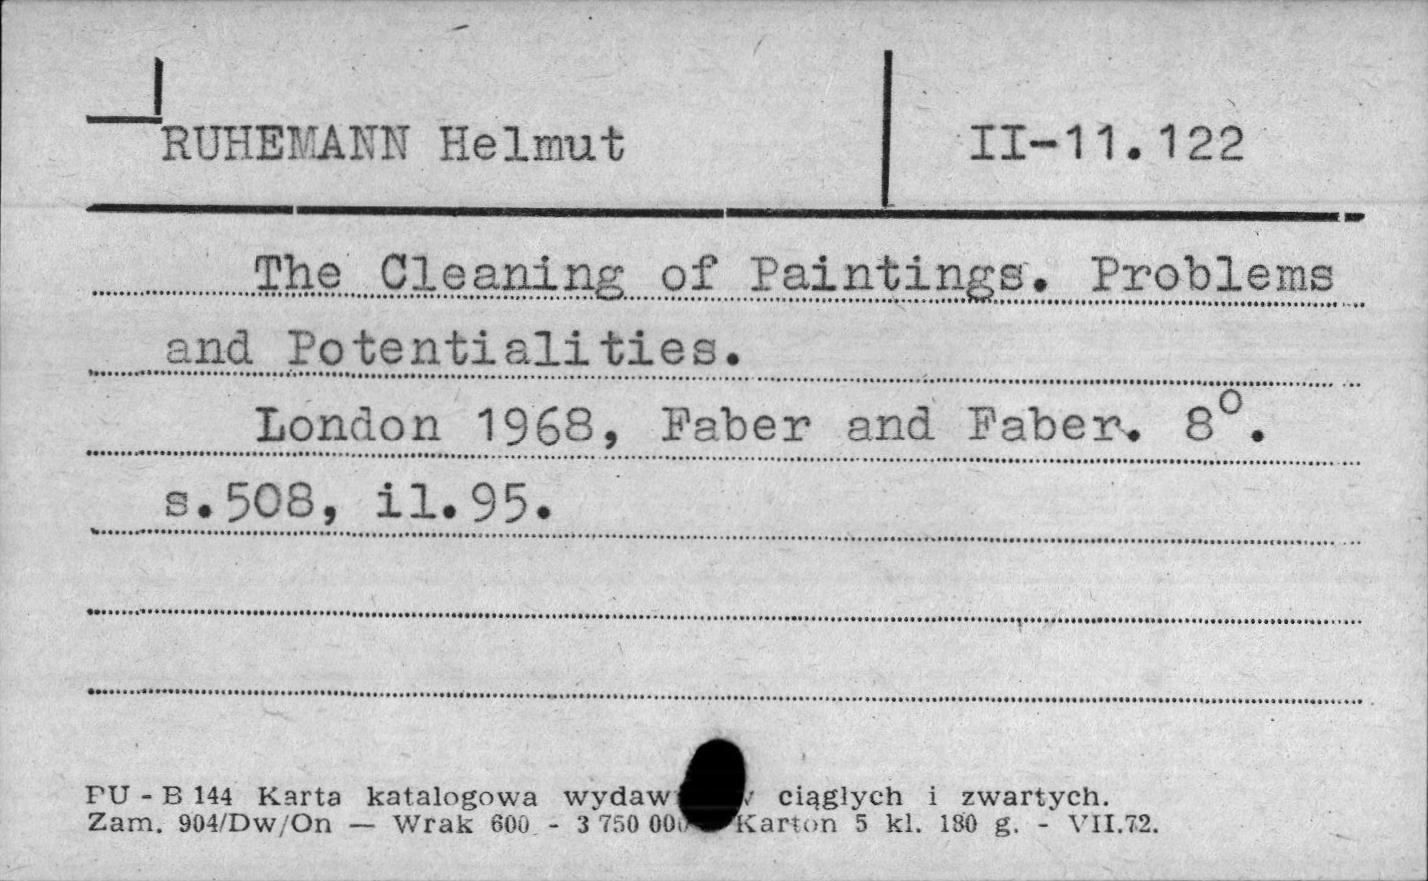 RUHEMANN Helmut II-11.122
The Cleaning of Paintings. Problems
and Potentialities.
London 1968, Faber and Faber. 8°.
s.508, il.95.
PU - B 144 Karta katalogowa ciągłych i zwartych.
Zam. 904/Dw/On — Wrak 600 - 3 750 000 Karton 5 kl. 180 g. - VII.72.